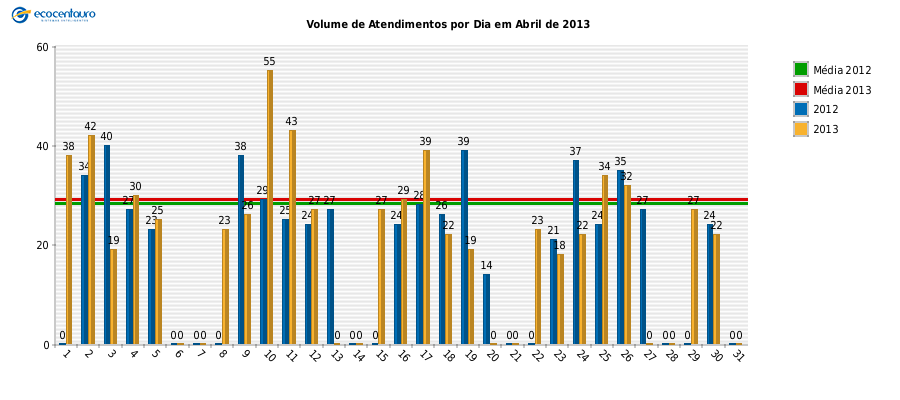 ecocentauro
Volume de Atendimentos por Dia em Abril de 2013
Média 2012
Média 2013
2012
2013
60
40
20
0
0 38 34 42 40 19 27 30 23 25 0 0 0 0 0 23 38 26 29 55 25 43 24 27 27 0 0 0 0 27 24 29 28 39 26 22 39 19 14 0 0 0 0 23 21 18 37 22 24 34 35 32 27 0 0 0 0 27 24 22 0 0
1 2 3 4 5 6 7 8 9 10 11 12 13 14 15 16 17 18 19 20 21 22 23 24 25 26 27 28 29 30 31